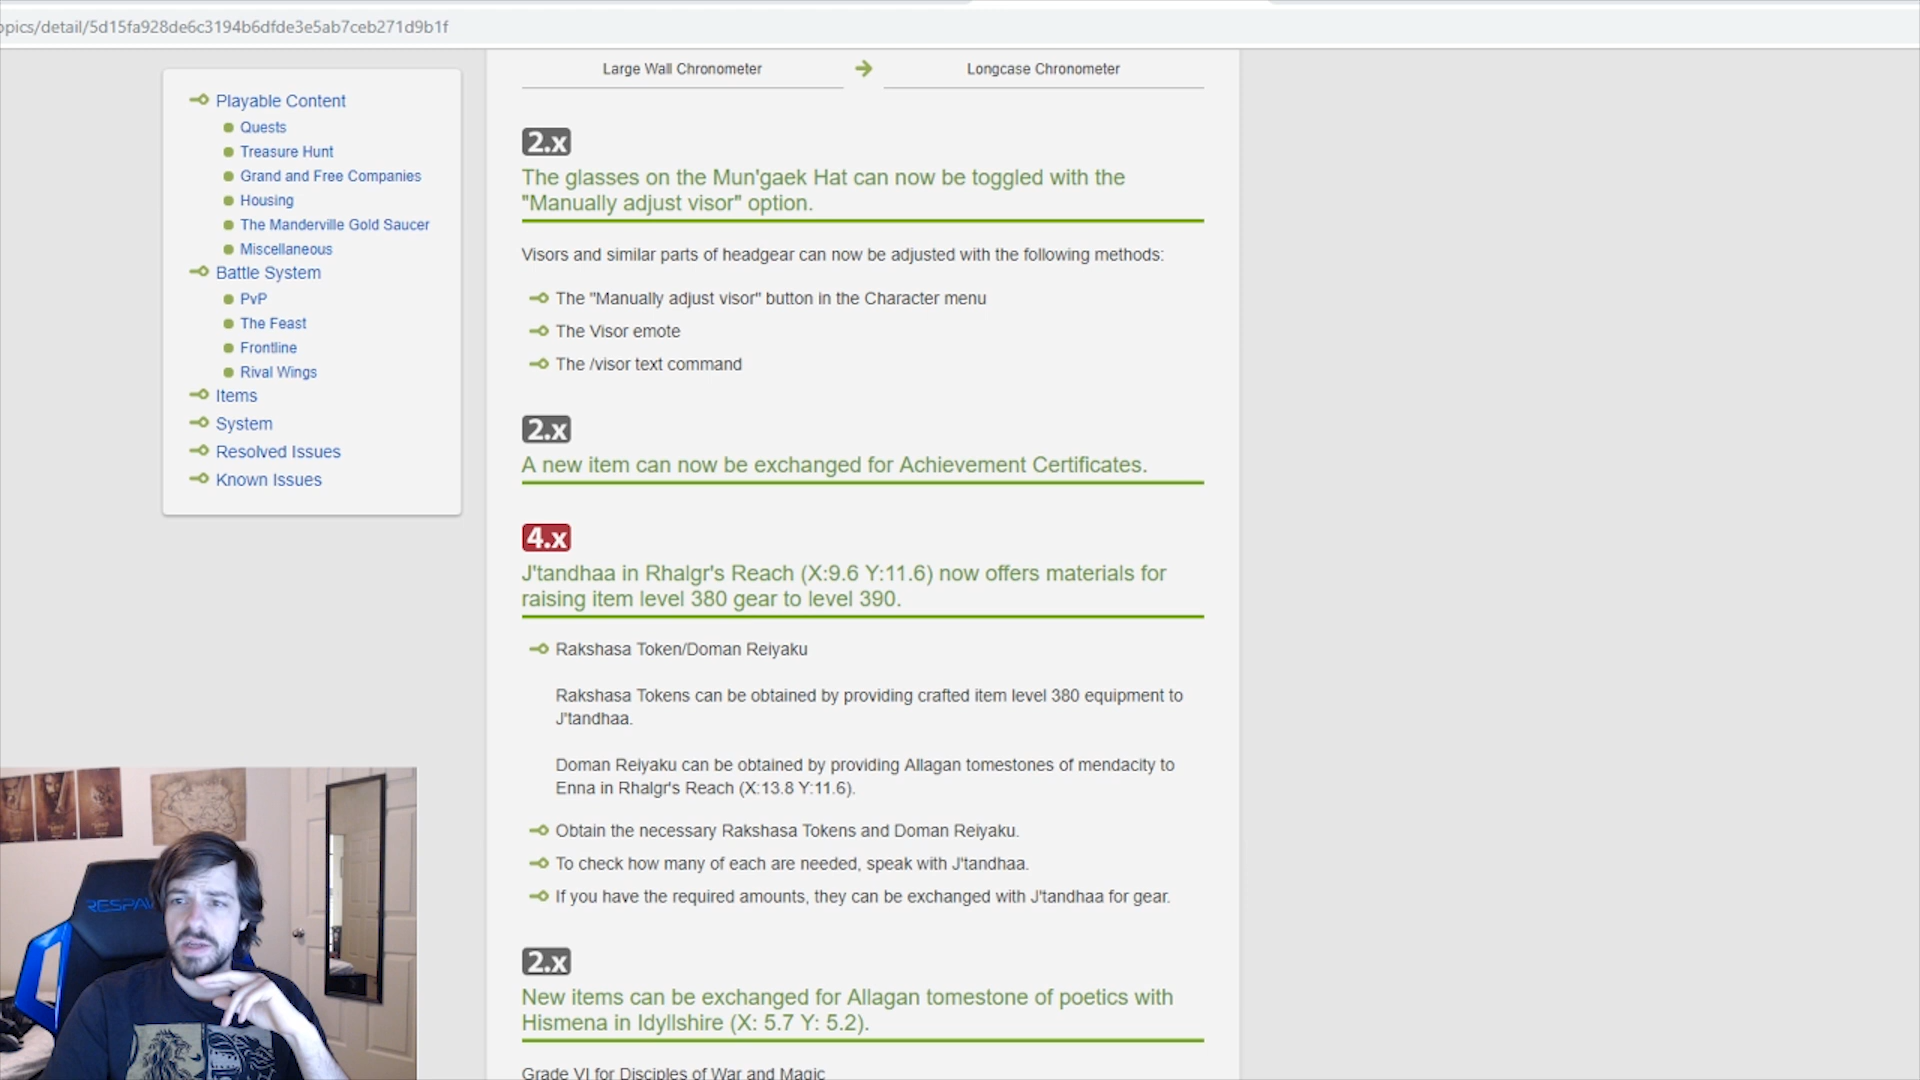 opics/detail/5d15fa928de6c3194b6dfde3e5ab7ceb271d9b1f
Playable Content
Quests
Treasure Hunt
Grand and Free Companies
Housing
The Manderville Gold Saucer
Miscellaneous
Battle System
PvP
The Feast
Frontline
Rival Wings
Items
System
Resolved Issues
Known Issues
Large Wall Chronometer
Longcase Chronometer
2.x
The glasses on the Mun'gaek Hat can now be toggled with the
"Manually adjust visor" option.
Visors and similar parts of headgear can now be adjusted with the following methods:
The "Manually adjust visor" button in the Character menu
The Visor emote
The /visor text command
2.x
A new item can now be exchanged for Achievement Certificates.
4.x
J'tandhaa in Rhalgr's Reach (X:9.6 Y:11.6) now offers materials for
raising item level 380 gear to level 390.
Rakshasa Token/Doman Reiyaku
Rakshasa Tokens can be obtained by providing crafted item level 380 equipment to
J'tandhaa.
Doman Reiyaku can be obtained by providing Allagan tomestones of mendacity to
Enna in Rhalgr's Reach (X:13.8 Y:11.6).
Obtain the necessary Rakshasa Tokens and Doman Reiyaku.
To check how many of each are needed, speak with J'tandhaa.
If you have the required amounts, they can be exchanged with J'tandhaa for gear.
2.x
New items can be exchanged for Allagan tomestone of poetics with
Hismena in Idyllshire (X: 5.7 Y: 5.2).
Grade VI for Disciples of War and Magic
RESPAW